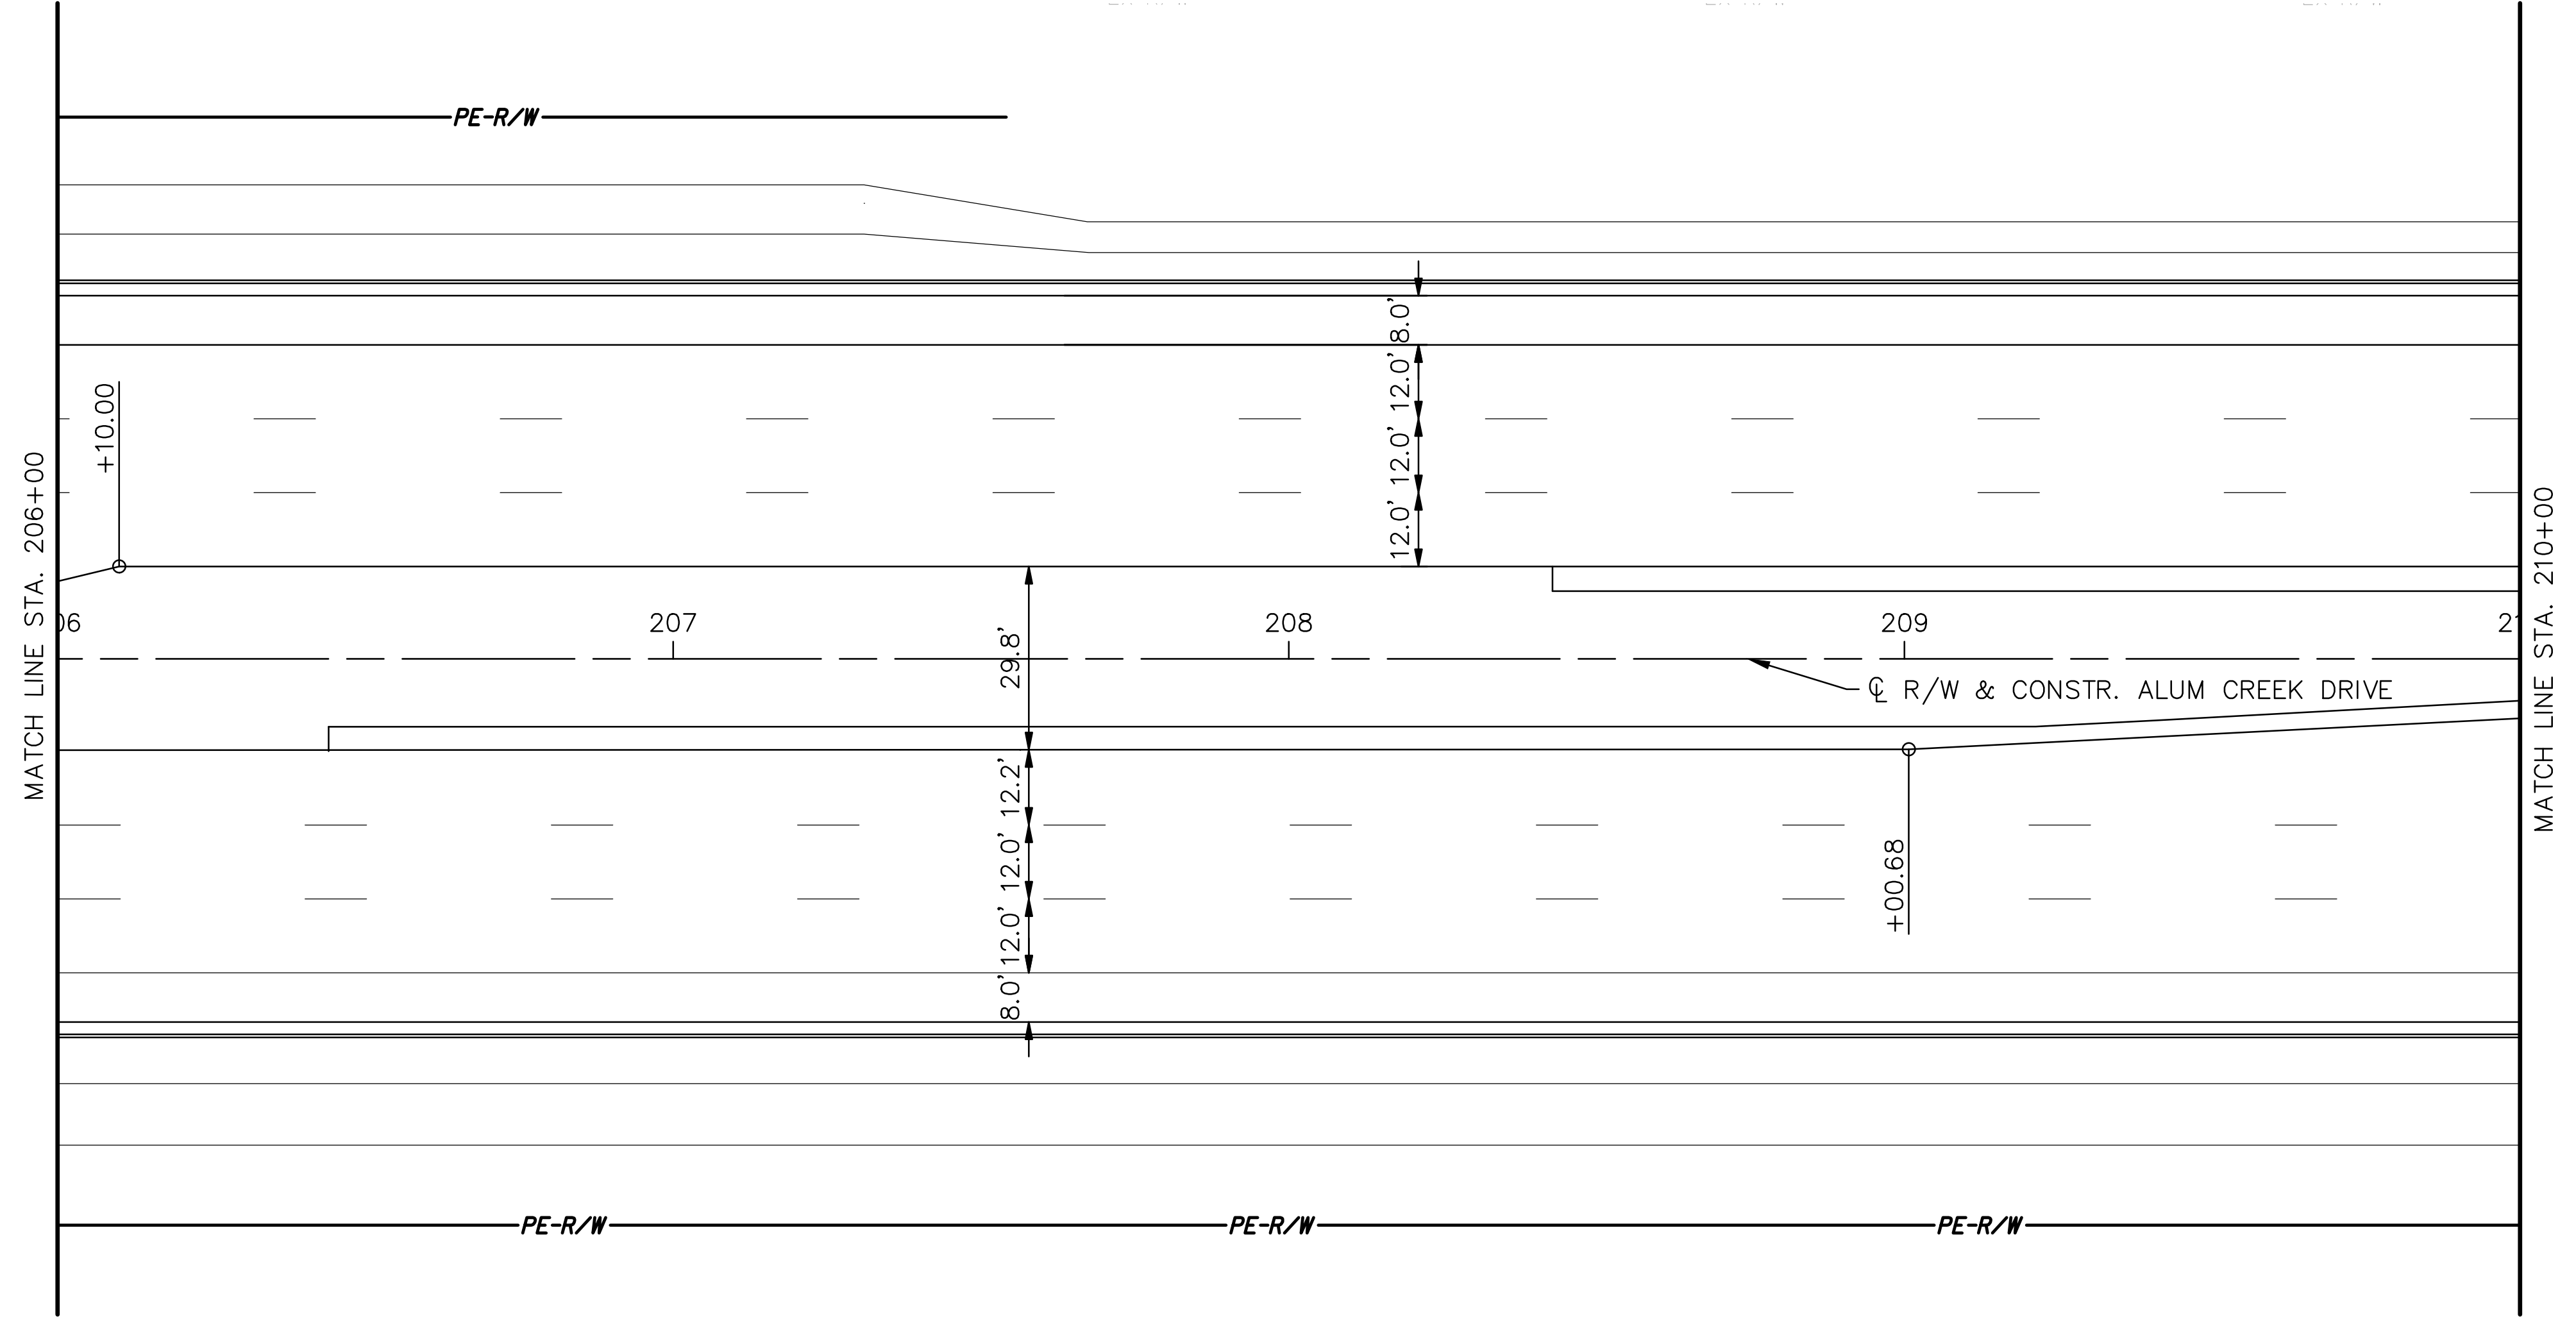 PE-R/W
8.0'
12.0'
12.0'
12.0'
+10.00
MATCH LINE STA. 206+00
06
207
208
209
21
MATCH LINE STA. 210+00
29.8'
℄ R/W & CONSTR. ALUM CREEK DRIVE
12.2'
12.0'
12.0'
8.0'
+00.68
PE-R/W
PE-R/W
PE-R/W